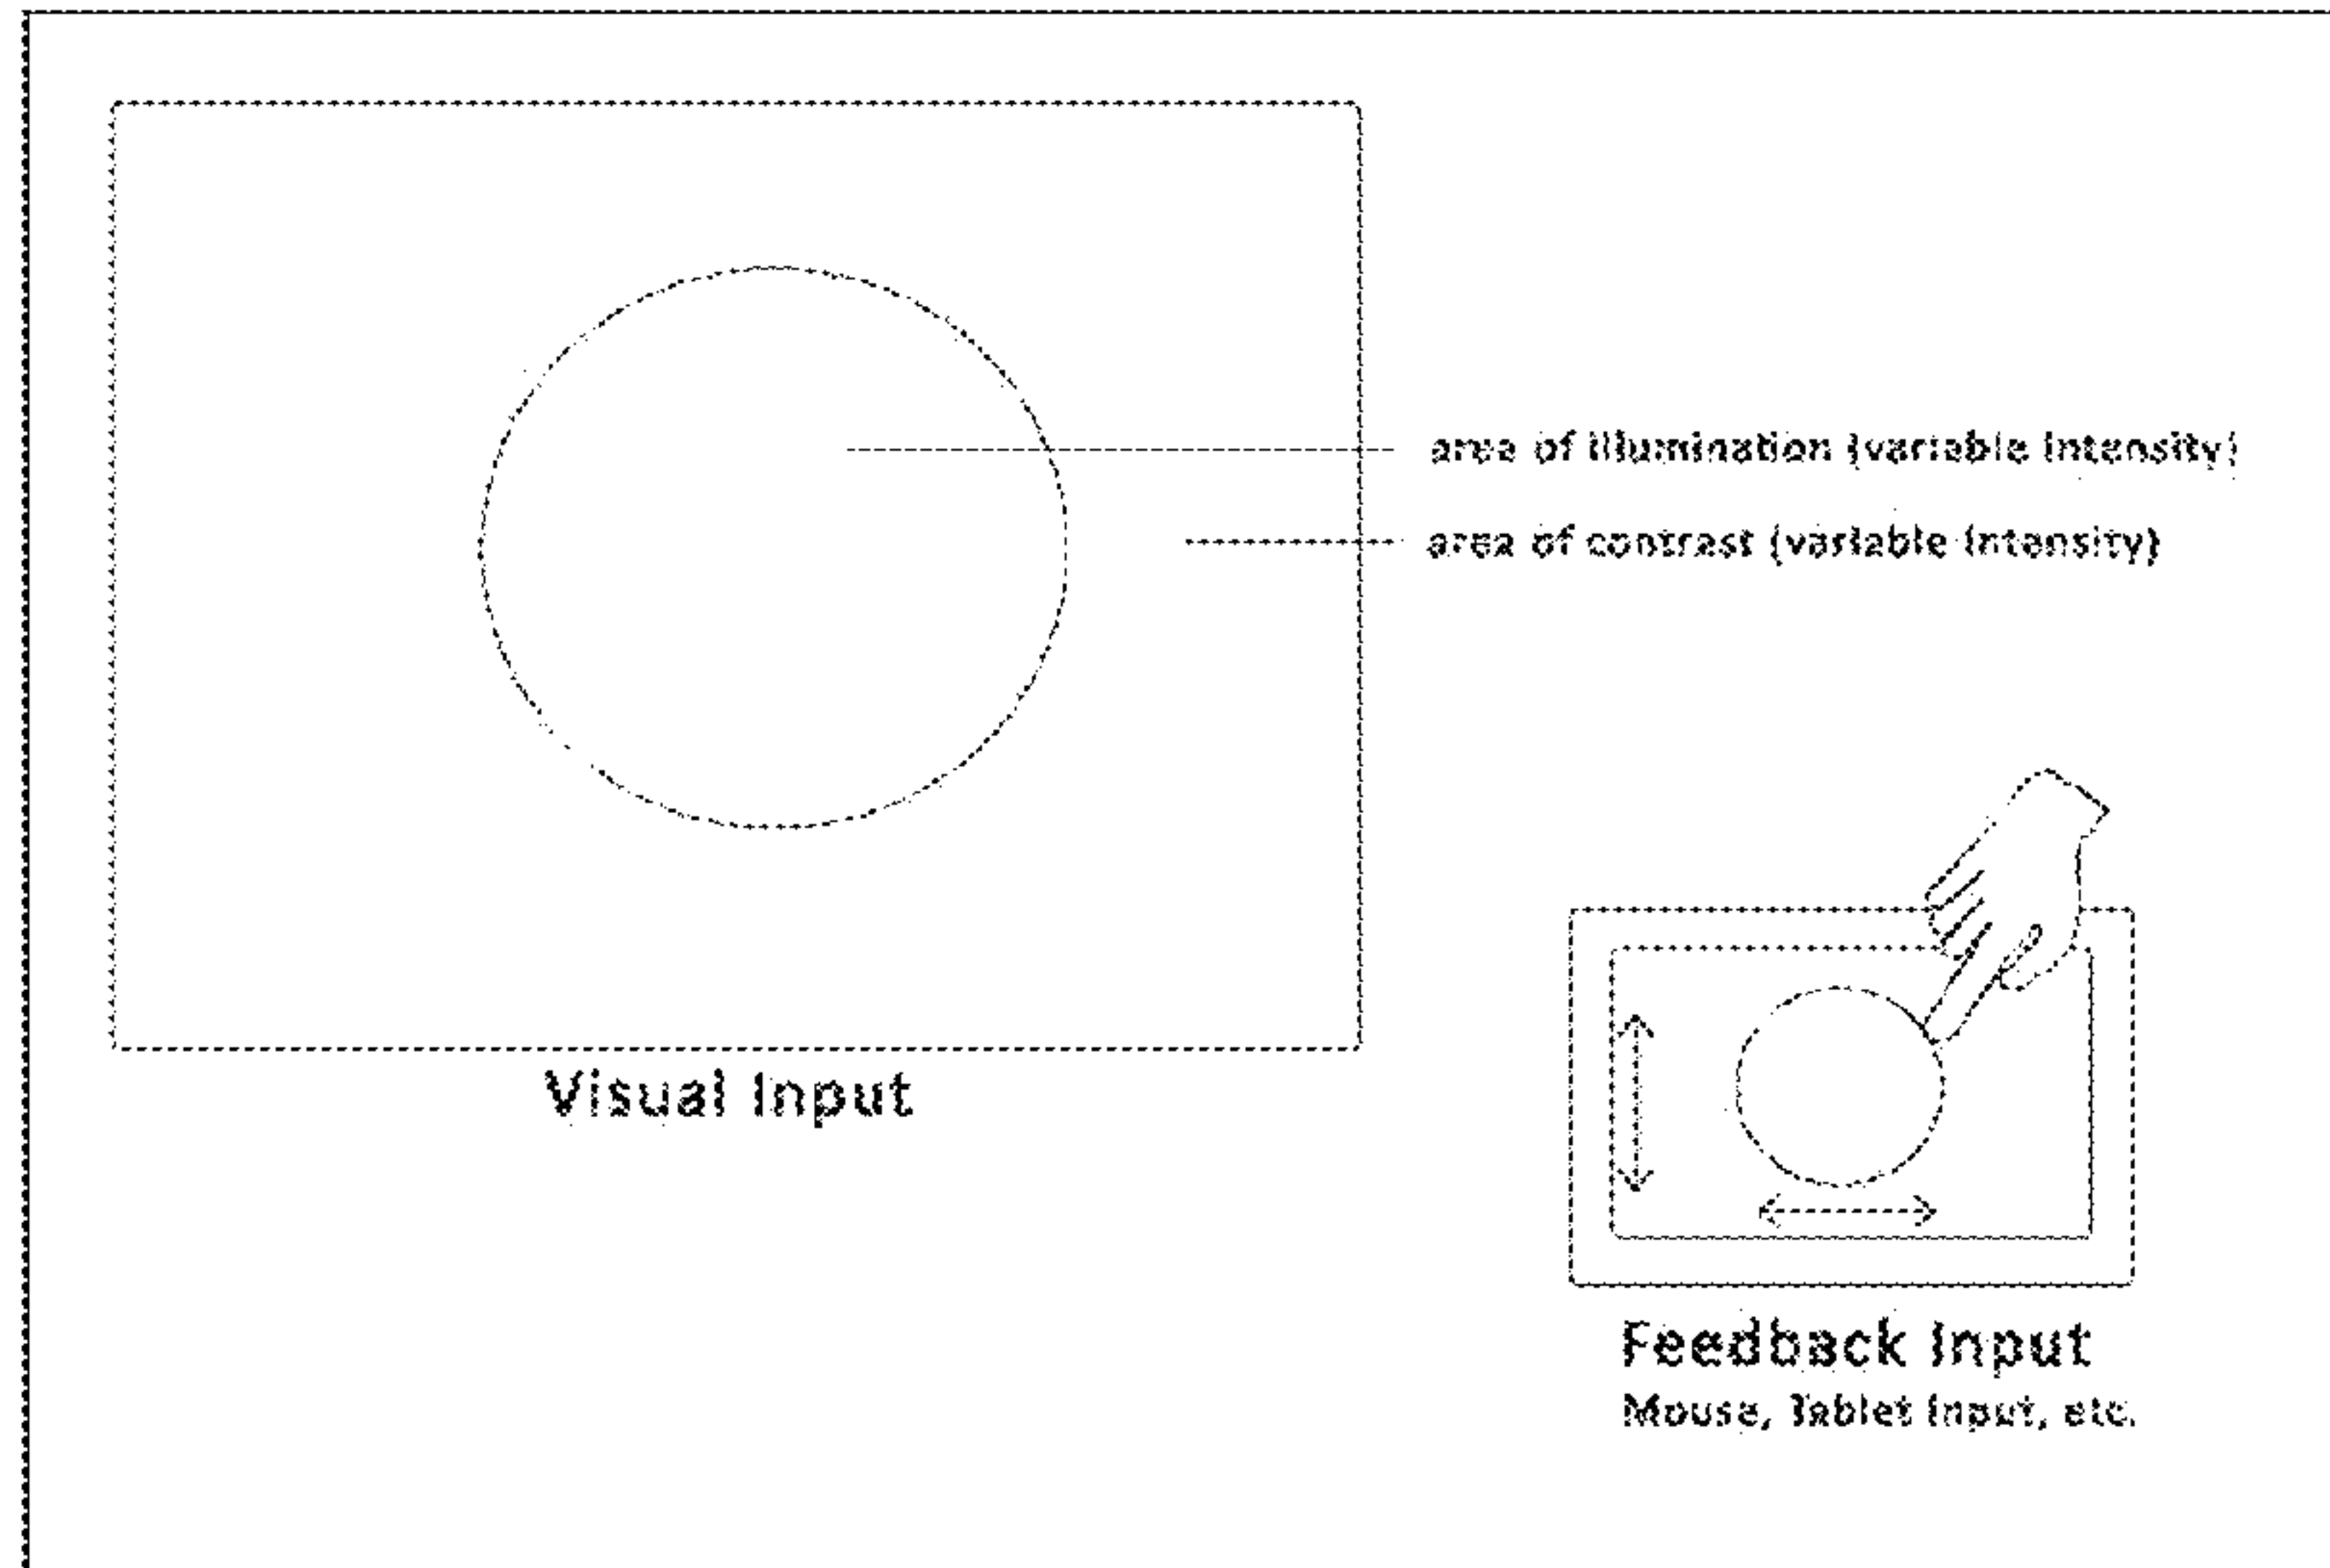 area of illumination (variable intensity)
area of contrast (variable intensity)
Visual Input
Feedback Input
Mouse, Tablet input, etc.